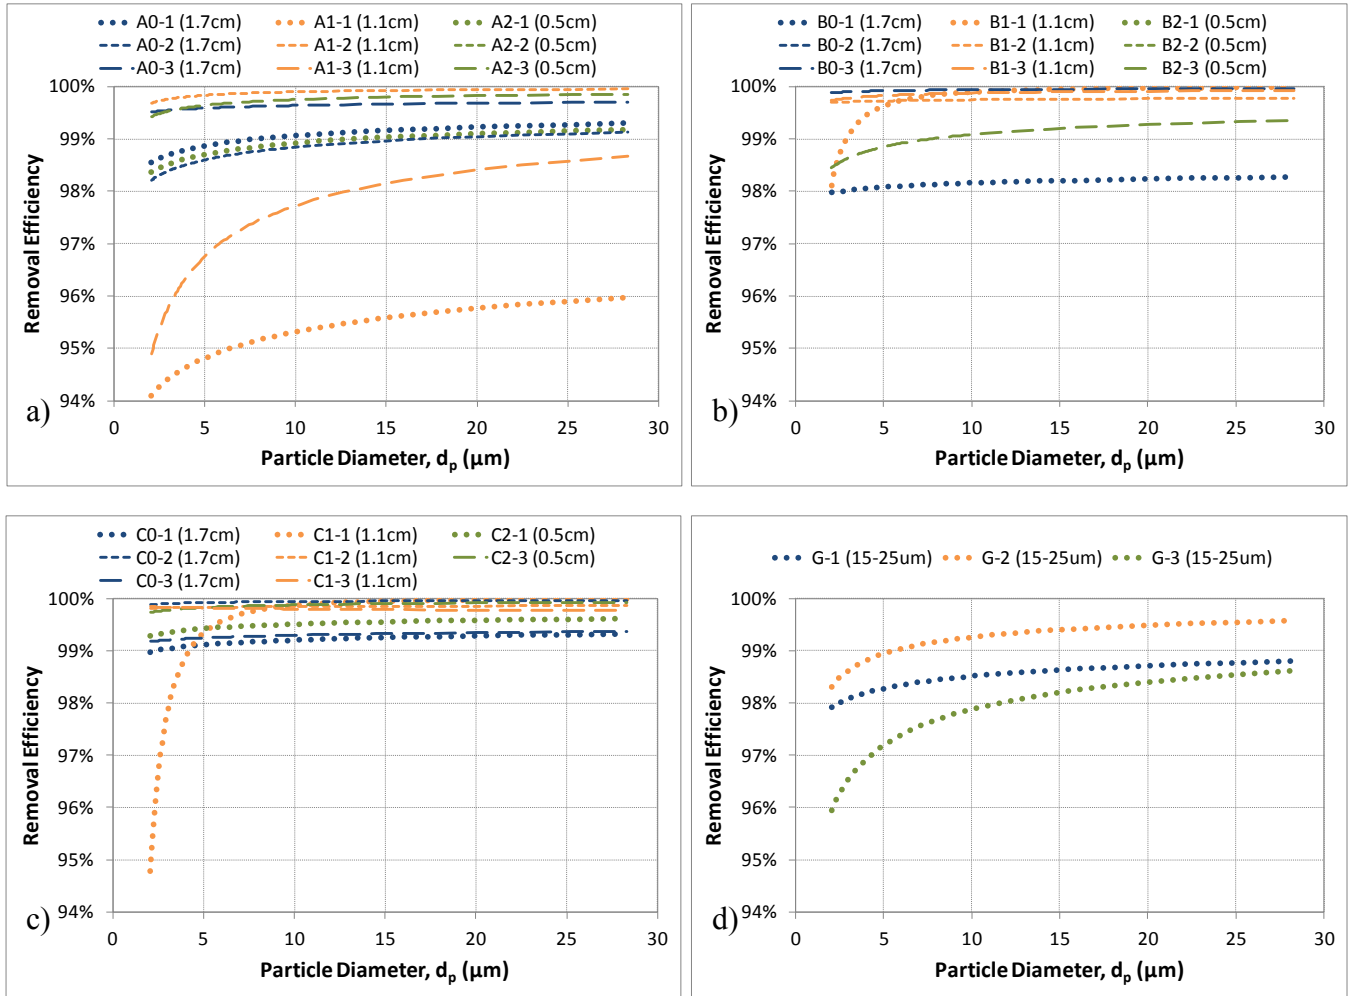 A0-1 (1.7cm) A1-1 (1.1cm) A2-1 (0.5cm)
A0-2 (1.7cm) A1-2 (1.1cm) A2-2 (0.5cm)
A0-3 (1.7cm) A1-3 (1.1cm) A2-3 (0.5cm)
100%
99%
98%
97%
96%
95%
94%
Removal Efficiency
0 5 10 15 20 25 30
Particle Diameter, dp (µm)
a)
B0-1 (1.7cm) B1-1 (1.1cm) B2-1 (0.5cm)
B0-2 (1.7cm) B1-2 (1.1cm) B2-2 (0.5cm)
B0-3 (1.7cm) B1-3 (1.1cm) B2-3 (0.5cm)
100%
99%
98%
97%
96%
95%
94%
Removal Efficiency
0 5 10 15 20 25 30
Particle Diameter, dp (µm)
b)
C0-1 (1.7cm) C1-1 (1.1cm) C2-1 (0.5cm)
C0-2 (1.7cm) C1-2 (1.1cm) C2-3 (0.5cm)
C0-3 (1.7cm) C1-3 (1.1cm)
100%
99%
98%
97%
96%
95%
94%
Removal Efficiency
0 5 10 15 20 25 30
Particle Diameter, dp (µm)
c)
G-1 (15-25um) G-2 (15-25um) G-3 (15-25um)
100%
99%
98%
97%
96%
95%
94%
Removal Efficiency
0 5 10 15 20 25 30
Particle Diameter, dp (µm)
d)